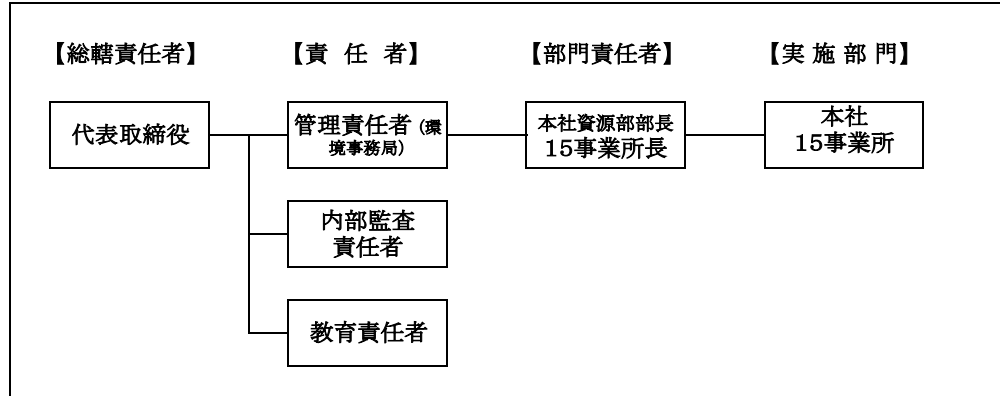 【総轄責任者】
【責 任 者】
【部門責任者】
【実 施 部 門】
代表取締役
管理責任者 (環
境事務局)
本社資源部部長
15事業所長
本社
15事業所
内部監査
責任者
教育責任者